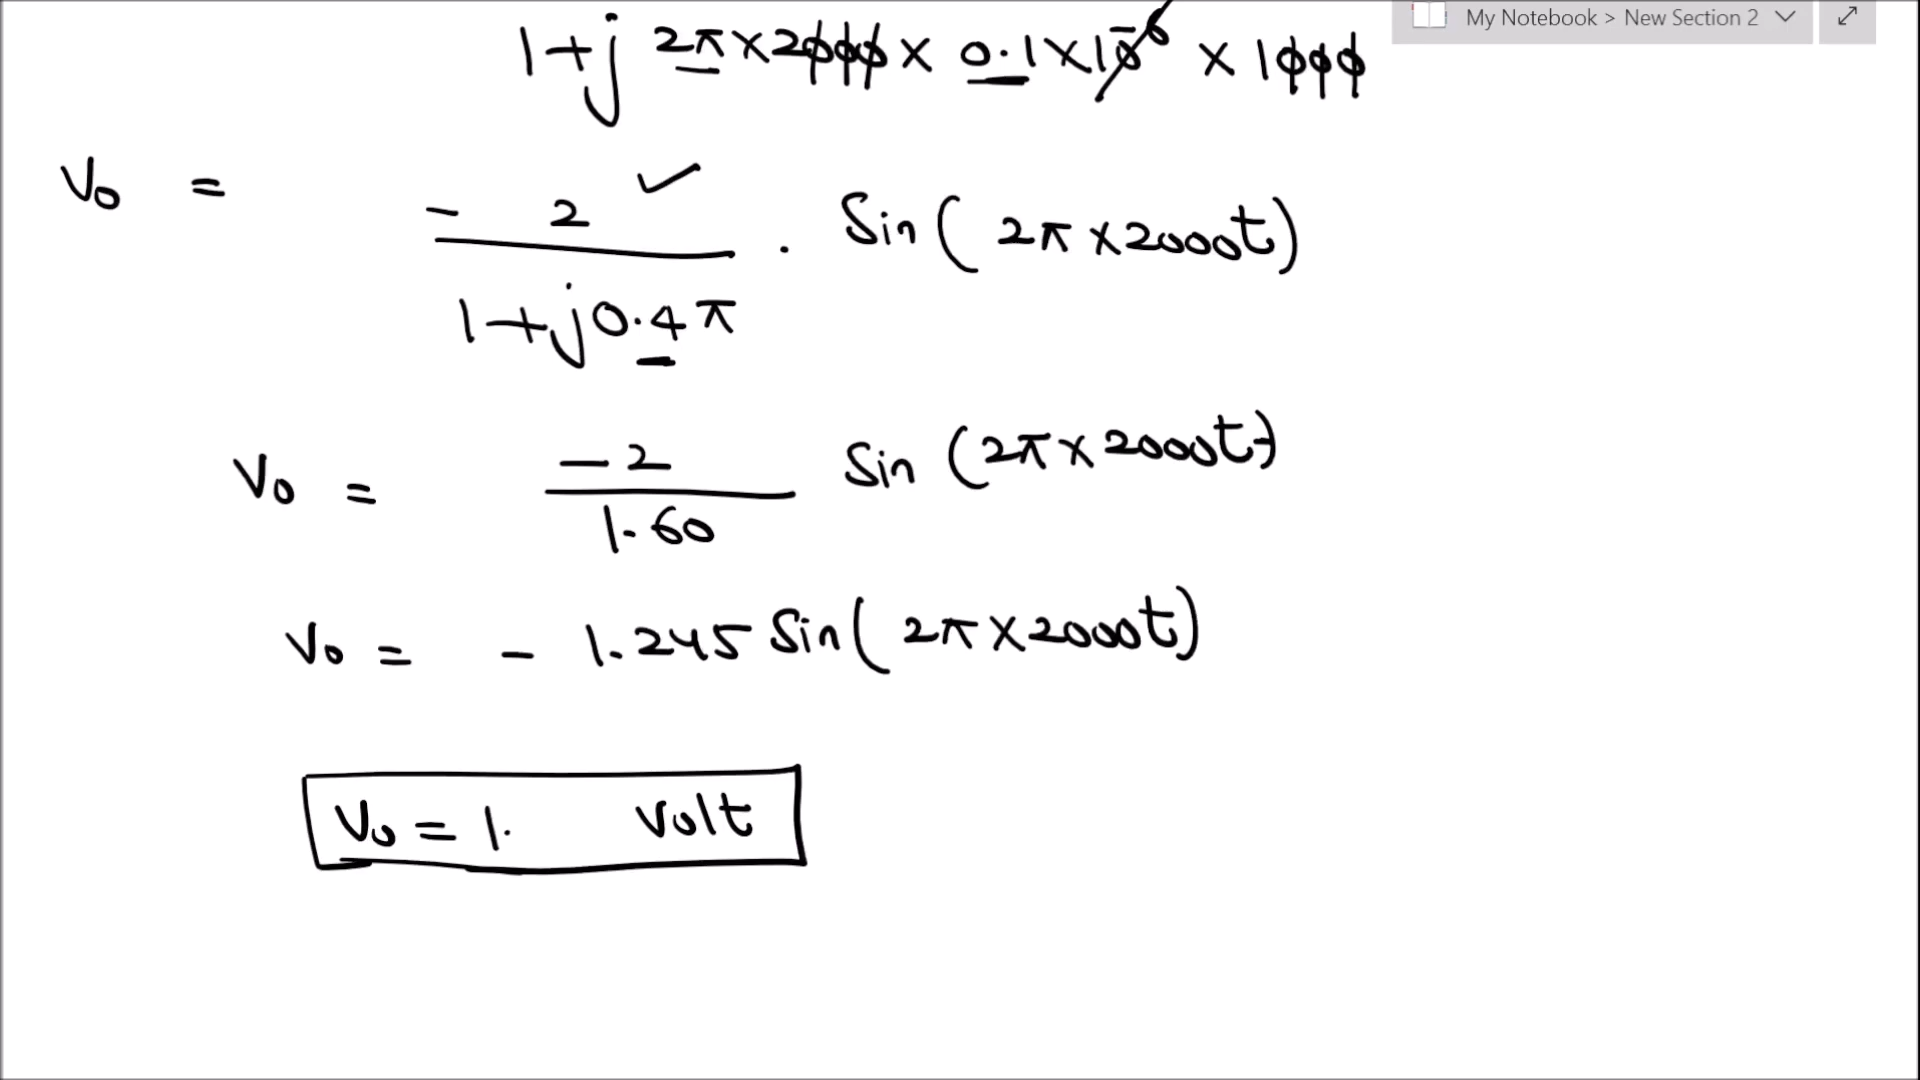 My Notebook > New Section 2
1+j 2π×2000× 0.1×10⁻⁶ × 1000
V₀ = - 2 / 1+j0.4π . Sin( 2π×2000t)
V₀ = -2 / 1.60 Sin (2π×2000t)
V₀ = - 1.245 Sin( 2π×2000t)
V₀ = 1. Volt